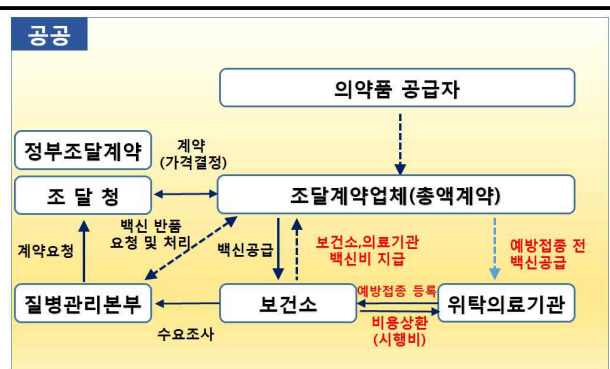 공공
의약품 공급자
정부조달계약
계약
(가격결정)
조 달 청
조달계약업체(총액계약)
계약요청
백신 반품
요청 및 처리
백신공급
보건소,의료기관
백신비 지급
예방접종 전
백신공급
질병관리본부
보건소
예방접종 등록
위탁의료기관
수요조사
비용상환
(시행비)